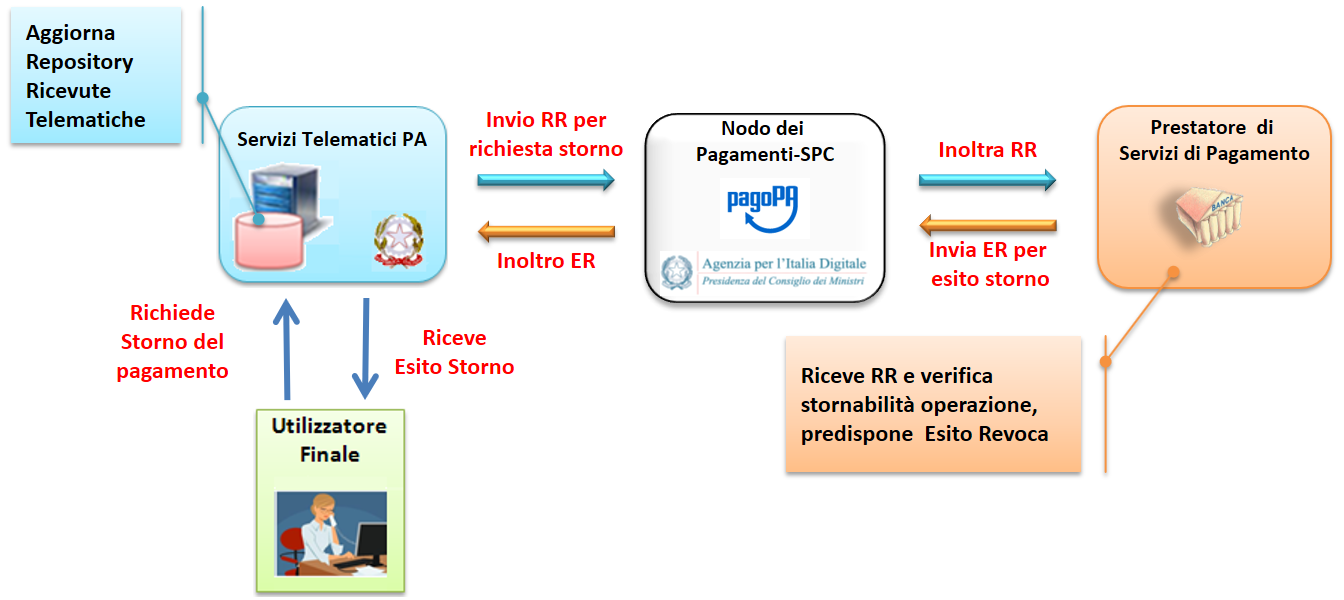 Aggiorna
Repository
Ricevute
Telematiche
Servizi Telematici PA
Invio RR per
richiesta storno
Inoltro ER
Nodo dei
Pagamenti-SPC
pagoPA
Agenzia per l'Italia Digitale
Presidenza del Consiglio dei Ministri
Inoltra RR
Invia ER per
esito storno
Prestatore di
Servizi di Pagamento
BANCA
Richiede
Storno del
pagamento
Riceve
Esito Storno
Riceve RR e verifica
stornabilità operazione,
predispone Esito Revoca
Utilizzatore
Finale